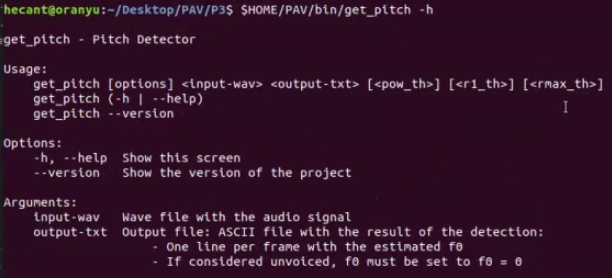 hecant@oranyu:~/Desktop/PAV/P3$ $HOME/PAV/bin/get_pitch -h
get_pitch - Pitch Detector
Usage:
get_pitch [options] <input-wav> <output-txt> [<pow_th>] [<r1_th>] [<rmax_th>]
get_pitch (-h | --help)
get_pitch --version
Options:
-h, --help  Show this screen
--version   Show the version of the project
Arguments:
input-wav   Wave file with the audio signal
output-txt  Output file: ASCII file with the result of the detection:
- One line per frame with the estimated f0
- If considered unvoiced, f0 must be set to f0 = 0